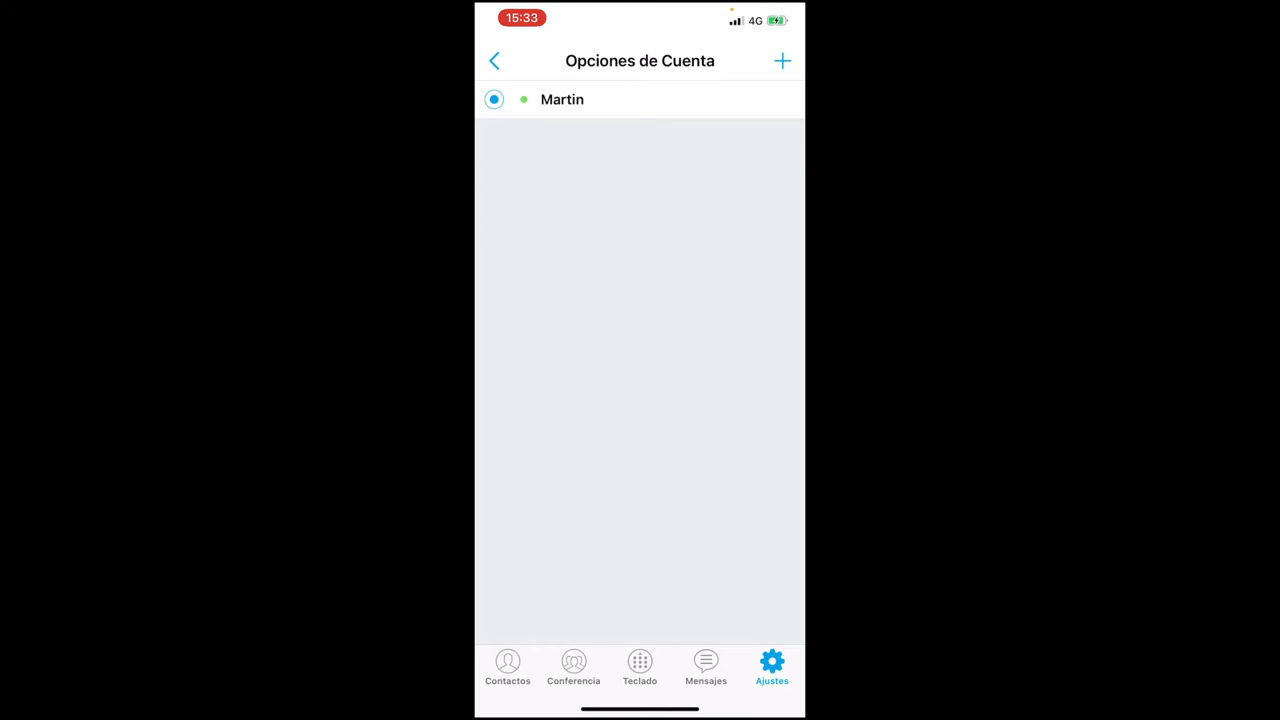 15:33
4G
Opciones de Cuenta
Martin
Contactos
Conferencia
Teclado
Mensajes
Ajustes